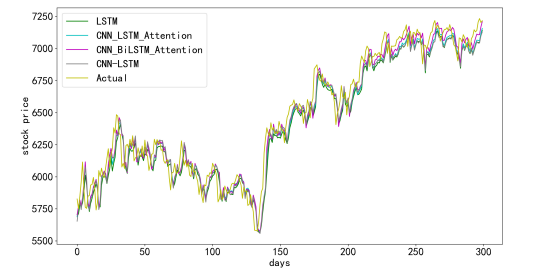 7250
7000
6750
6500
6250
6000
5750
5500
stock price
LSTM
CNN_LSTM_Attention
CNN_BiLSTM_Attention
CNN-LSTM
Actual
0 50 100 150 200 250 300
days